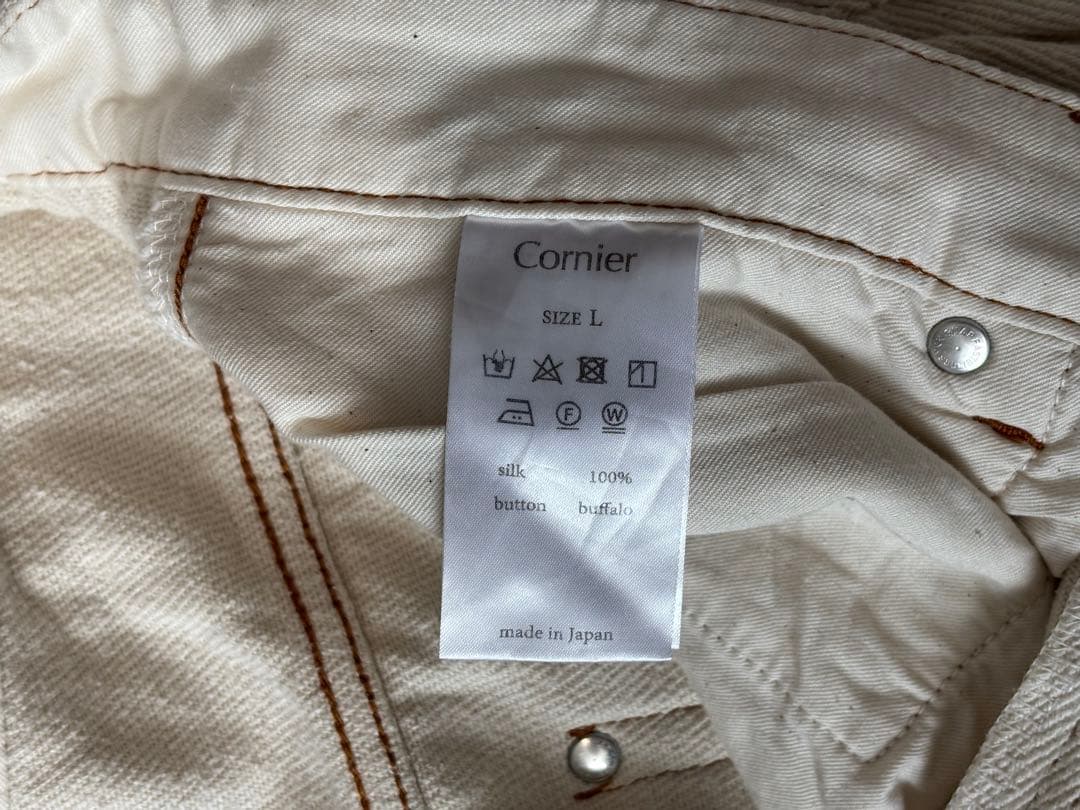 Cornier
SIZE L
F W
silk 100%
button buffalo
made in Japan